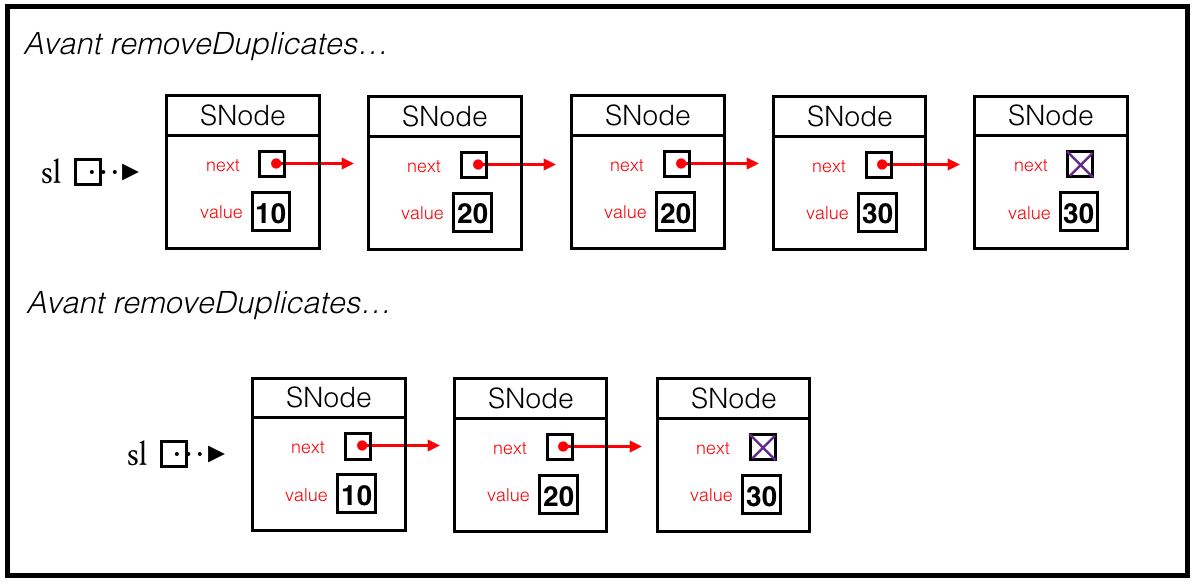 Avant removeDuplicates…
SNode SNode SNode SNode SNode
sl next next next next next
value 10 value 20 value 20 value 30 value 30
Avant removeDuplicates…
SNode SNode SNode
sl next next next
value 10 value 20 value 30